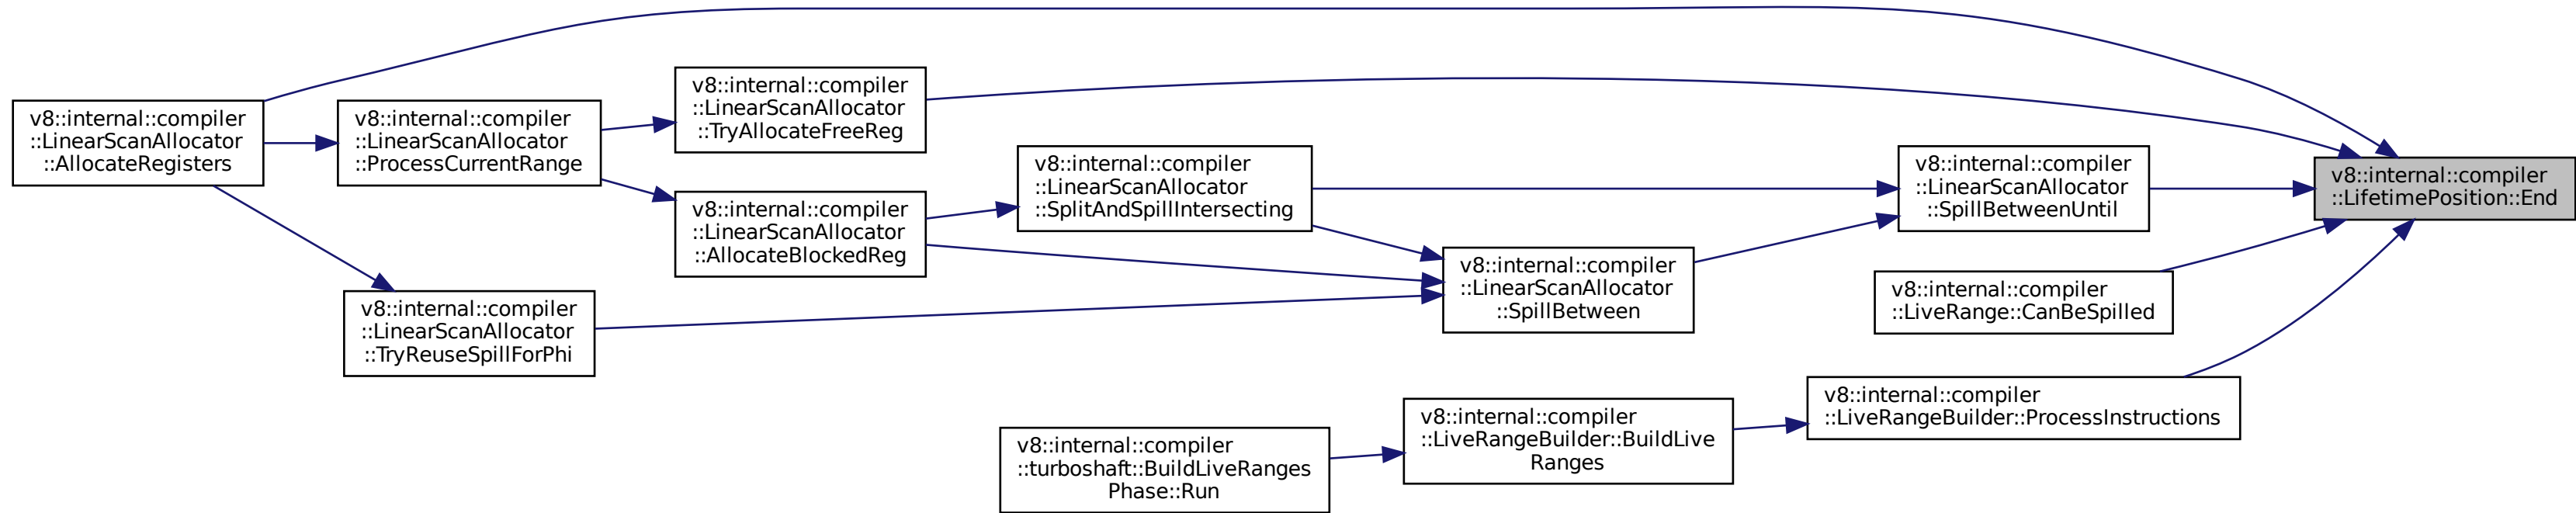 v8::internal::compiler
::LinearScanAllocator
::AllocateRegisters
v8::internal::compiler
::LinearScanAllocator
::ProcessCurrentRange
v8::internal::compiler
::LinearScanAllocator
::TryReuseSpillForPhi
v8::internal::compiler
::LinearScanAllocator
::TryAllocateFreeReg
v8::internal::compiler
::LinearScanAllocator
::AllocateBlockedReg
v8::internal::compiler
::LinearScanAllocator
::SplitAndSpillIntersecting
v8::internal::compiler
::LinearScanAllocator
::SpillBetween
v8::internal::compiler
::LinearScanAllocator
::SpillBetweenUntil
v8::internal::compiler
::LifetimePosition::End
v8::internal::compiler
::LiveRange::CanBeSpilled
v8::internal::compiler
::LiveRangeBuilder::ProcessInstructions
v8::internal::compiler
::LiveRangeBuilder::BuildLive
Ranges
v8::internal::compiler
::turboshaft::BuildLiveRanges
Phase::Run